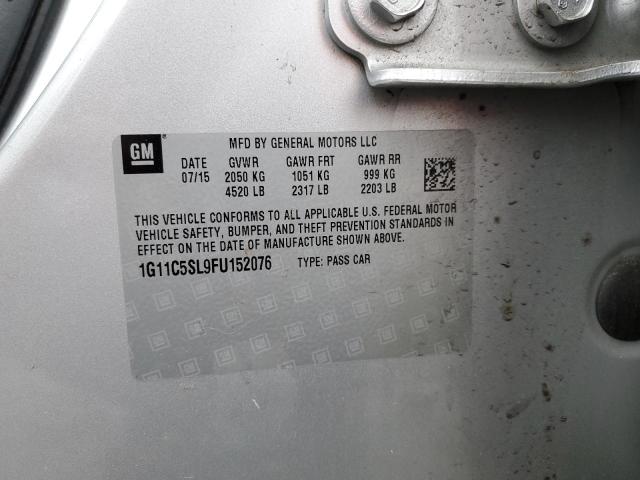 GM
MFD BY GENERAL MOTORS LLC
DATE GVWR GAWR FRT GAWR RR
07/15 2050 KG 1051 KG 999 KG
4520 LB 2317 LB 2203 LB
THIS VEHICLE CONFORMS TO ALL APPLICABLE U.S. FEDERAL MOTOR
VEHICLE SAFETY, BUMPER, AND THEFT PREVENTION STANDARDS IN
EFFECT ON THE DATE OF MANUFACTURE SHOWN ABOVE.
1G11C5SL9FU152076 TYPE: PASS CAR